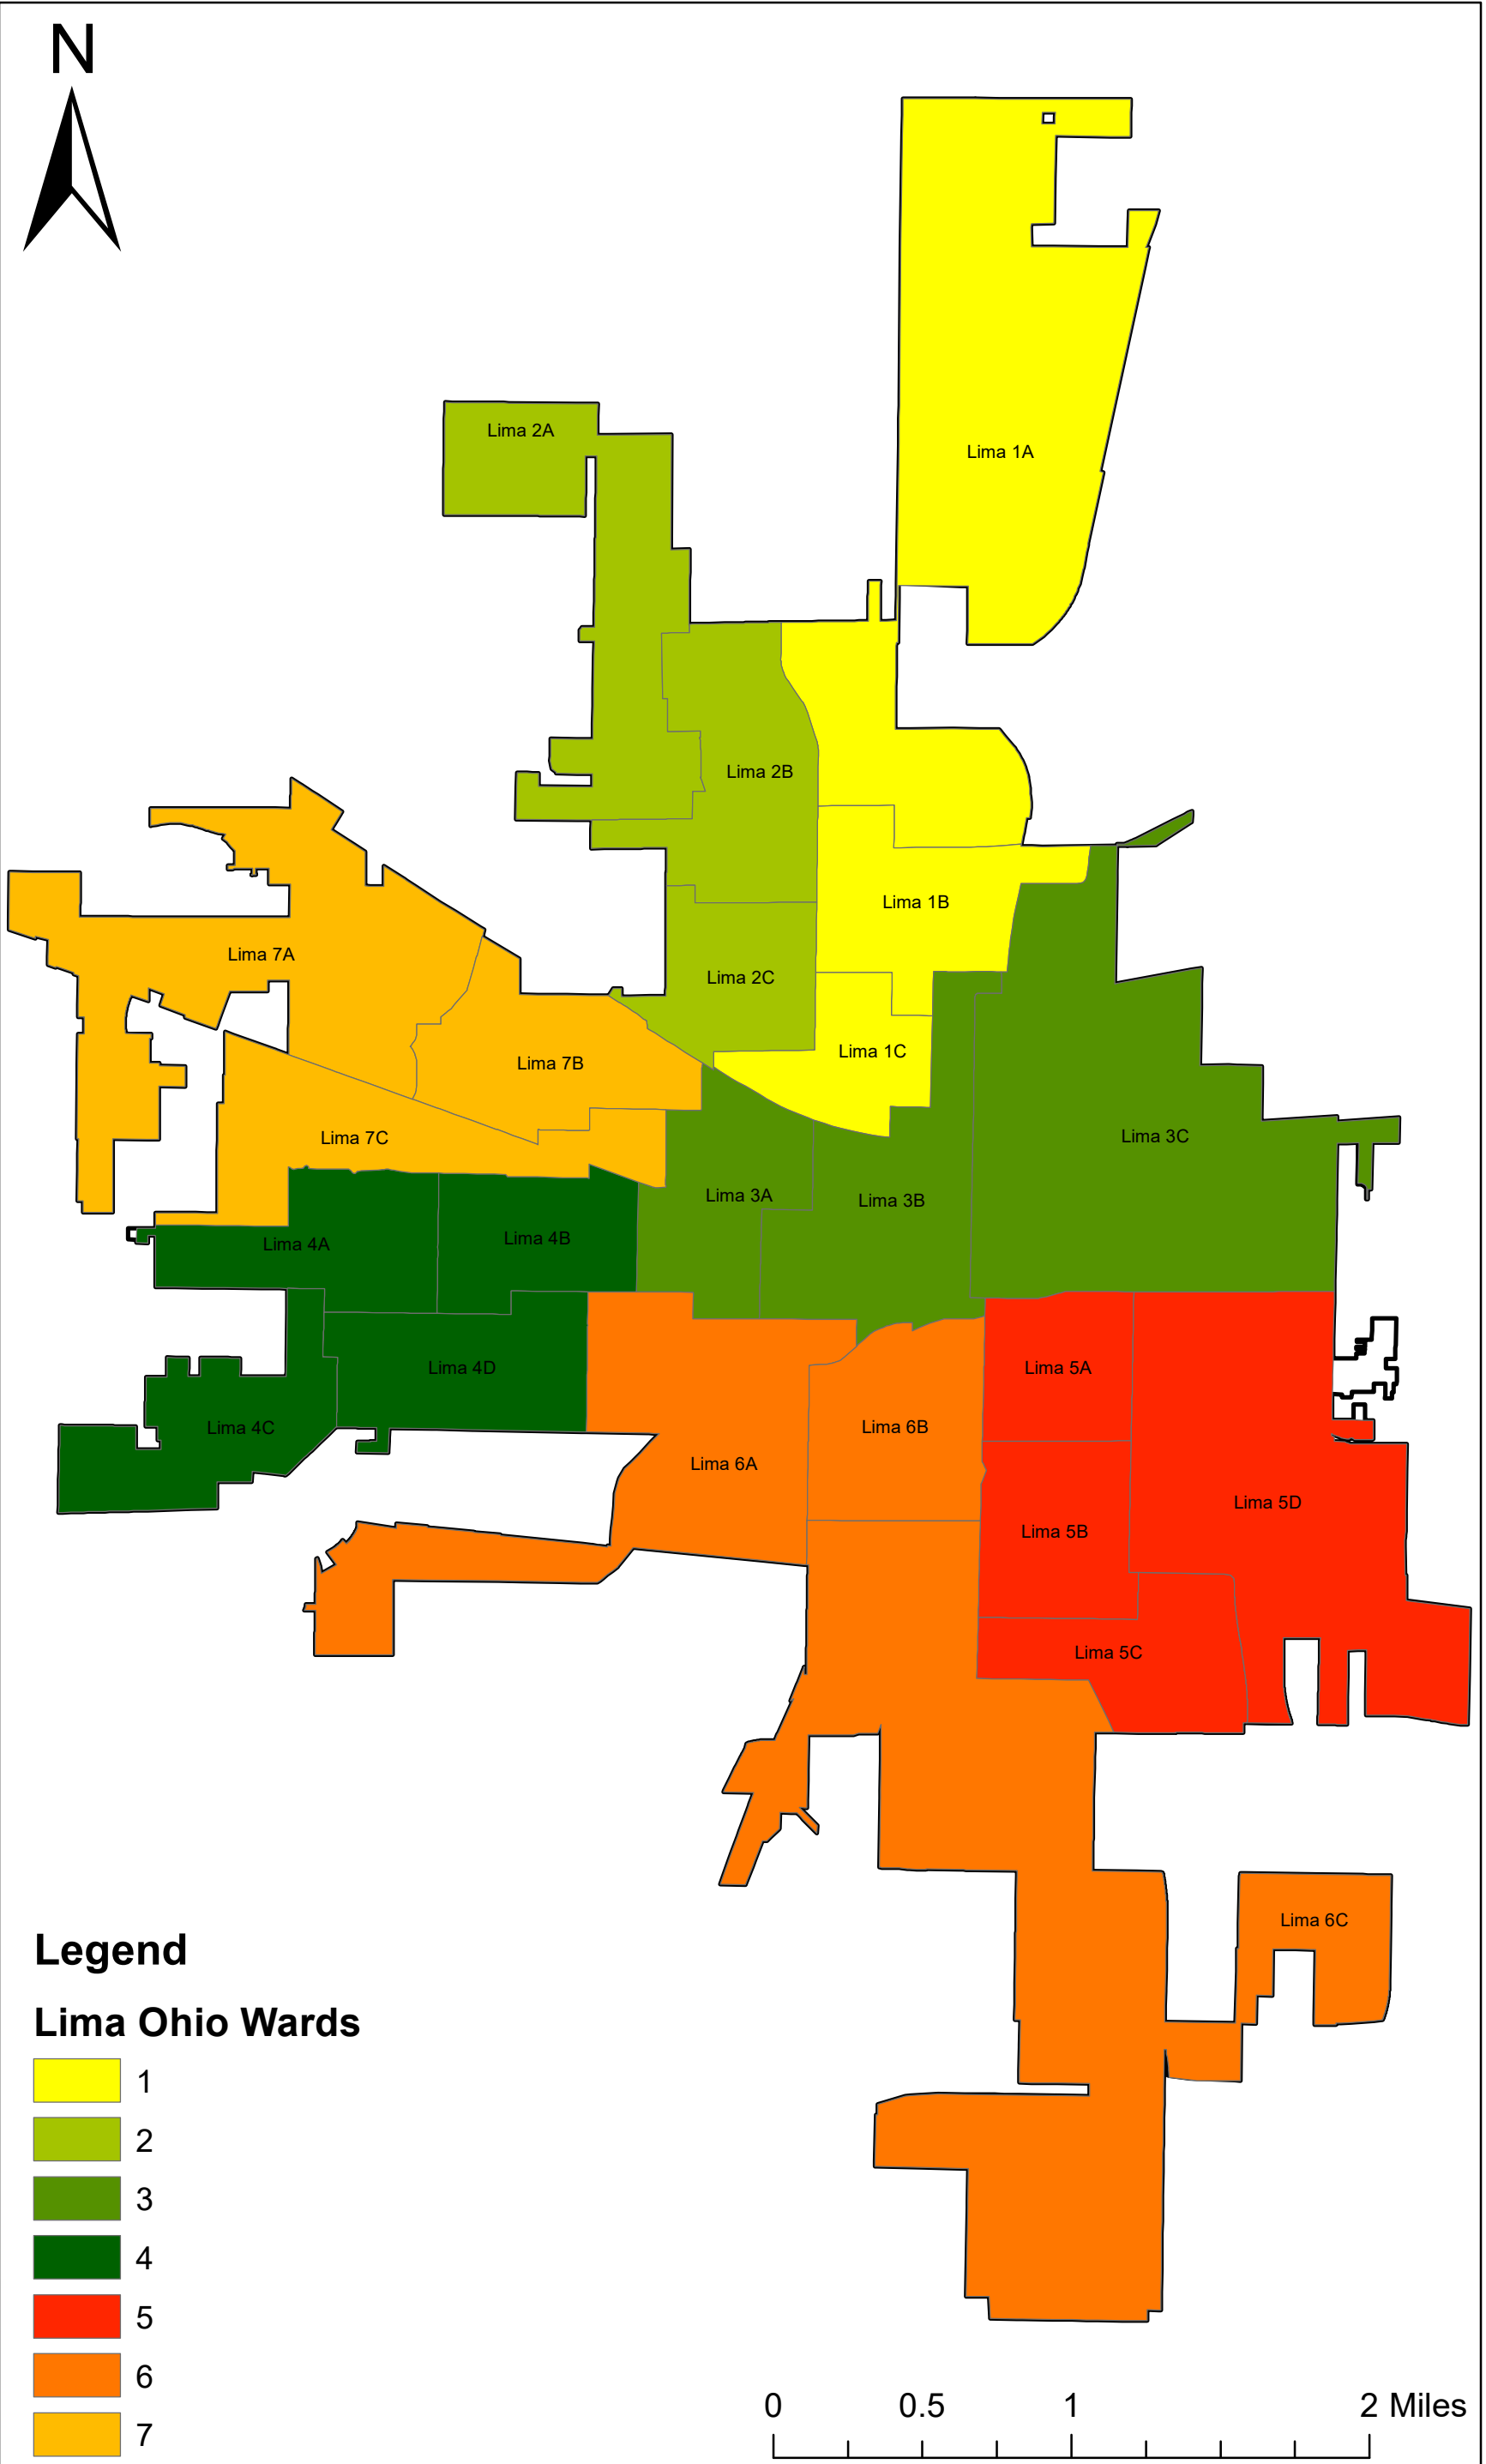 N
Lima 2A
Lima 1A
Lima 2B
Lima 1B
Lima 7A
Lima 2C
Lima 1C
Lima 7B
Lima 3C
Lima 7C
Lima 3A
Lima 3B
Lima 4B
Lima 4A
Lima 4D
Lima 5A
Lima 4C
Lima 6B
Lima 6A
Lima 5D
Lima 5B
Lima 5C
Lima 6C
Legend
Lima Ohio Wards
1
2
3
4
5
6
7
0 0.5 1 2 Miles